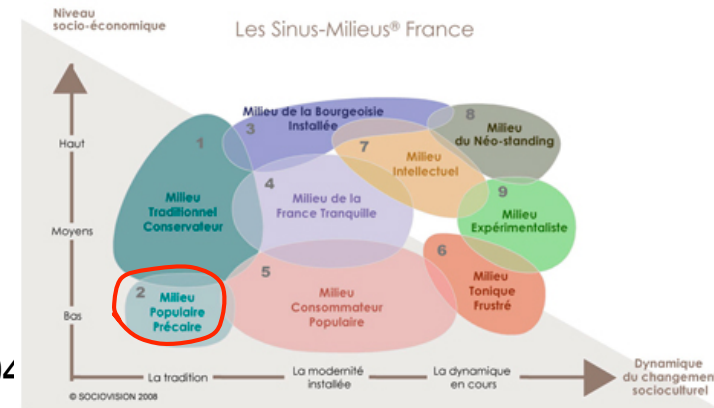 Niveau
socio-économique
Les Sinus-Milieus® France
Haut
Moyens
Bas
1
Milieu
Traditionnel
Conservateur
2
Milieu
Populaire
Précaire
3
Milieu de la Bourgeoisie
Installée
4
Milieu de la
France Tranquille
5
Milieu
Consommateur
Populaire
6
Milieu
Tonique
Frustré
7
Milieu
Intellectuel
8
Milieu
du Néo-standing
9
Milieu
Expérimentaliste
La tradition
La modernité
installée
La dynamique
en cours
Dynamique
du changement
socioculturel
© SOCIOVISION 2008